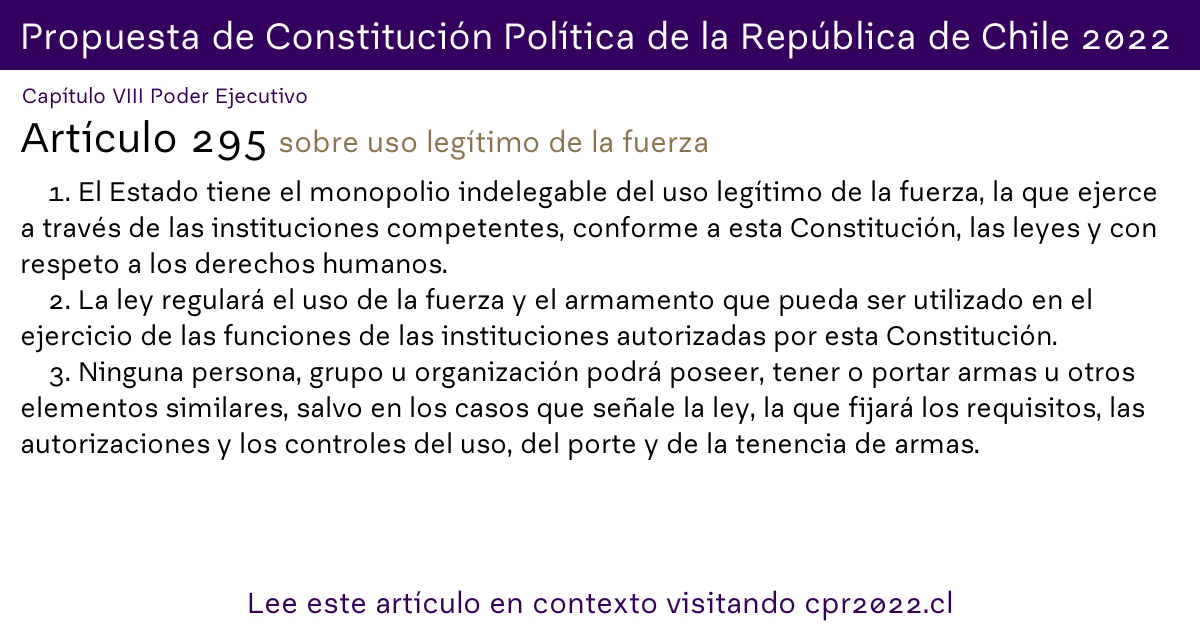 Propuesta de Constitución Política de la República de Chile 2022
Capítulo VIII Poder Ejecutivo
Artículo 295 sobre uso legítimo de la fuerza
1. El Estado tiene el monopolio indelegable del uso legítimo de la fuerza, la que ejerce
a través de las instituciones competentes, conforme a esta Constitución, las leyes y con
respeto a los derechos humanos.
2. La ley regulará el uso de la fuerza y el armamento que pueda ser utilizado en el
ejercicio de las funciones de las instituciones autorizadas por esta Constitución.
3. Ninguna persona, grupo u organización podrá poseer, tener o portar armas u otros
elementos similares, salvo en los casos que señale la ley, la que fijará los requisitos, las
autorizaciones y los controles del uso, del porte y de la tenencia de armas.
Lee este artículo en contexto visitando cpr2022.cl